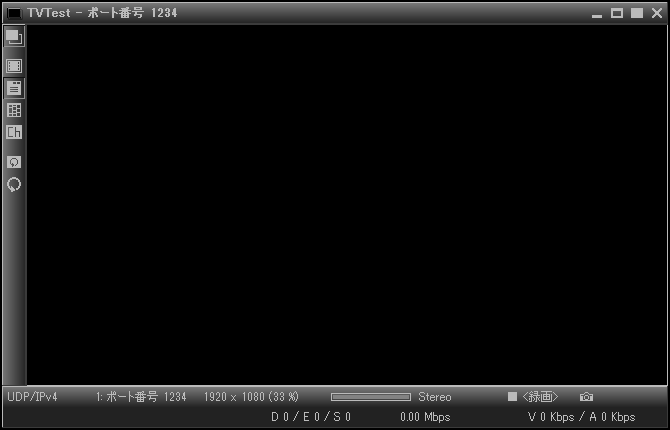 TVTest - ポート番号 1234
Ch
UDP/IPv4 1: ポート番号 1234 1920 x 1080 (33 %) Stereo ■ <録画>
D 0 / E 0 / S 0 0.00 Mbps V 0 Kbps / A 0 Kbps